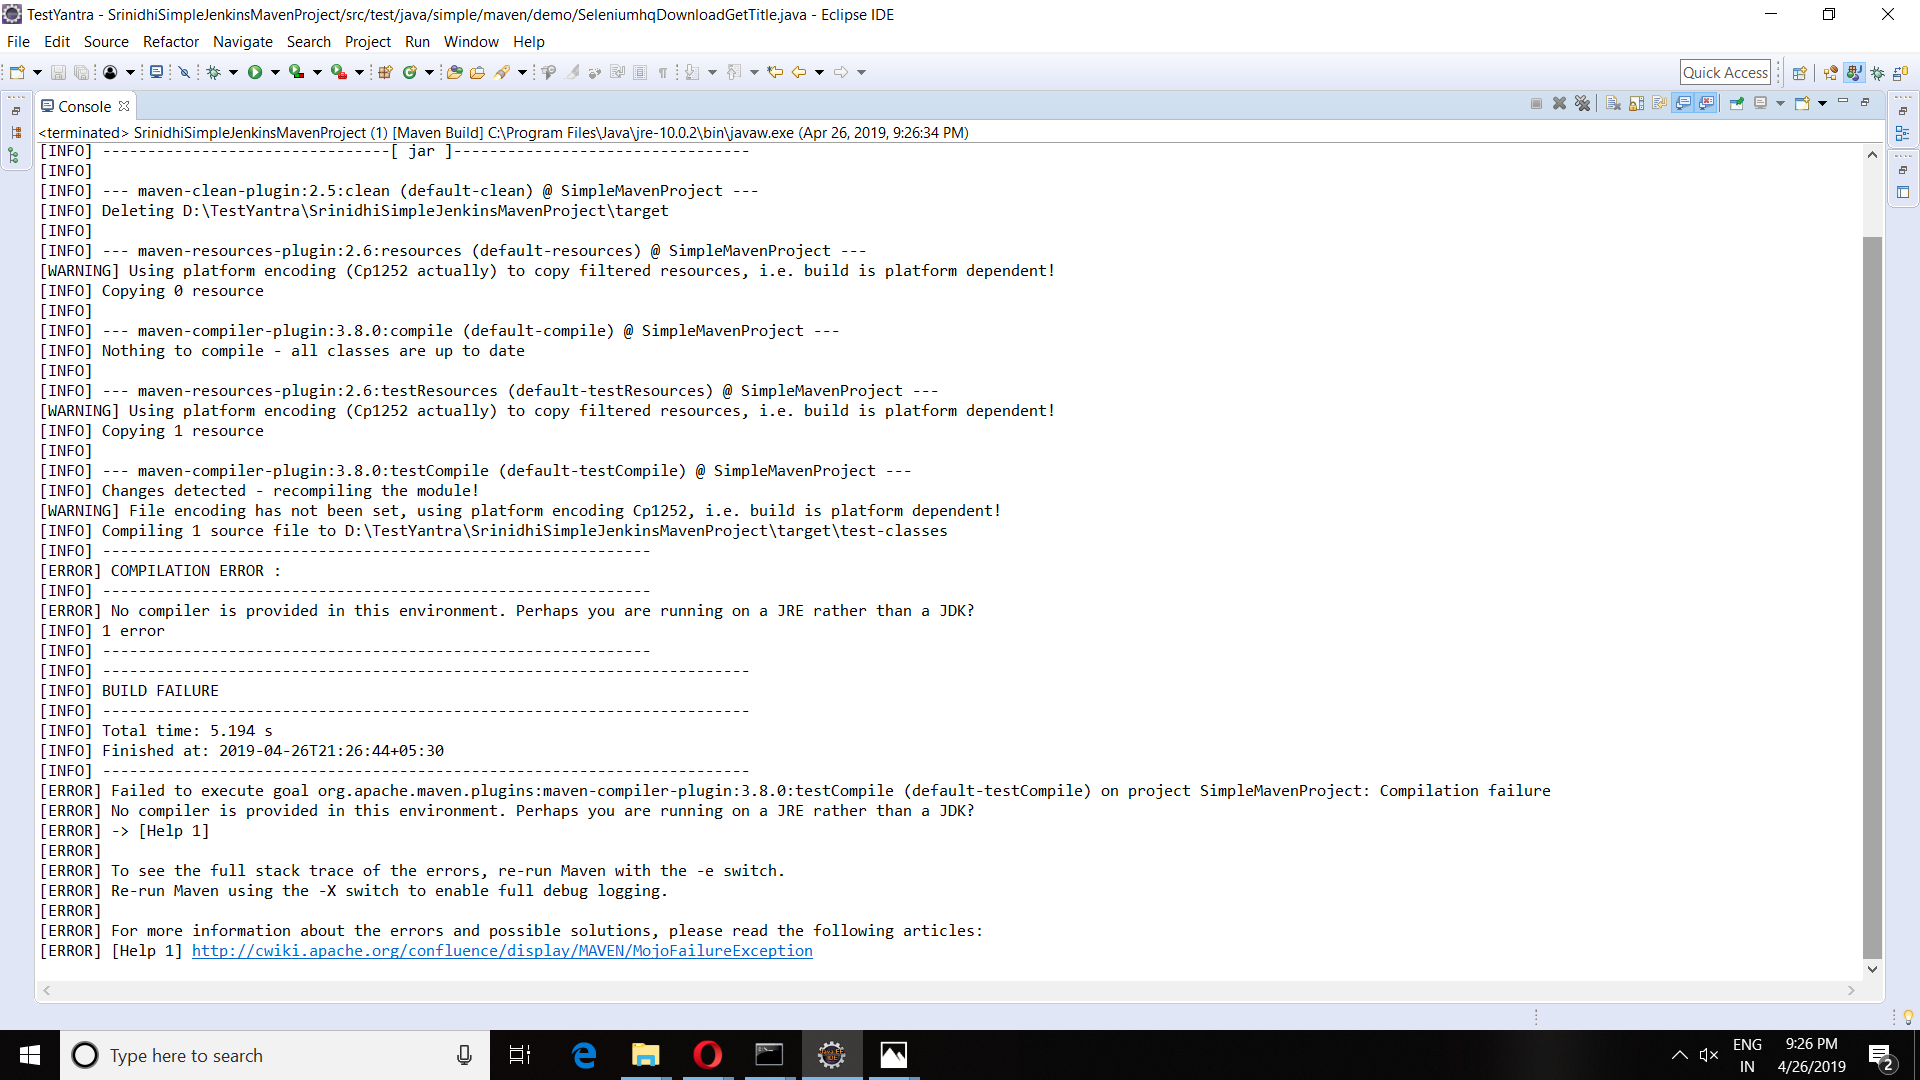 TestYantra - SrinidhiSimpleJenkinsMavenProject/src/test/java/simple/maven/demo/SeleniumhqDownloadGetTitle.java - Eclipse IDE
File Edit Source Refactor Navigate Search Project Run Window Help
Quick Access
Console
<terminated> SrinidhiSimpleJenkinsMavenProject (1) [Maven Build] C:\Program Files\Java\jre-10.0.2\bin\javaw.exe (Apr 26, 2019, 9:26:34 PM)
[INFO] --------------------------------[ jar ]---------------------------------
[INFO]
[INFO] --- maven-clean-plugin:2.5:clean (default-clean) @ SimpleMavenProject ---
[INFO] Deleting D:\TestYantra\SrinidhiSimpleJenkinsMavenProject\target
[INFO]
[INFO] --- maven-resources-plugin:2.6:resources (default-resources) @ SimpleMavenProject ---
[WARNING] Using platform encoding (Cp1252 actually) to copy filtered resources, i.e. build is platform dependent!
[INFO] Copying 0 resource
[INFO]
[INFO] --- maven-compiler-plugin:3.8.0:compile (default-compile) @ SimpleMavenProject ---
[INFO] Nothing to compile - all classes are up to date
[INFO]
[INFO] --- maven-resources-plugin:2.6:testResources (default-testResources) @ SimpleMavenProject ---
[WARNING] Using platform encoding (Cp1252 actually) to copy filtered resources, i.e. build is platform dependent!
[INFO] Copying 1 resource
[INFO]
[INFO] --- maven-compiler-plugin:3.8.0:testCompile (default-testCompile) @ SimpleMavenProject ---
[INFO] Changes detected - recompiling the module!
[WARNING] File encoding has not been set, using platform encoding Cp1252, i.e. build is platform dependent!
[INFO] Compiling 1 source file to D:\TestYantra\SrinidhiSimpleJenkinsMavenProject\target\test-classes
[INFO] -------------------------------------------------------------
[ERROR] COMPILATION ERROR :
[INFO] -------------------------------------------------------------
[ERROR] No compiler is provided in this environment. Perhaps you are running on a JRE rather than a JDK?
[INFO] 1 error
[INFO] -------------------------------------------------------------
[INFO] ------------------------------------------------------------------------
[INFO] BUILD FAILURE
[INFO] ------------------------------------------------------------------------
[INFO] Total time: 5.194 s
[INFO] Finished at: 2019-04-26T21:26:44+05:30
[INFO] ------------------------------------------------------------------------
[ERROR] Failed to execute goal org.apache.maven.plugins:maven-compiler-plugin:3.8.0:testCompile (default-testCompile) on project SimpleMavenProject: Compilation failure
[ERROR] No compiler is provided in this environment. Perhaps you are running on a JRE rather than a JDK?
[ERROR] -> [Help 1]
[ERROR]
[ERROR] To see the full stack trace of the errors, re-run Maven with the -e switch.
[ERROR] Re-run Maven using the -X switch to enable full debug logging.
[ERROR]
[ERROR] For more information about the errors and possible solutions, please read the following articles:
[ERROR] [Help 1] http://cwiki.apache.org/confluence/display/MAVEN/MojoFailureException
Type here to search
ENG
IN
9:26 PM
4/26/2019
2